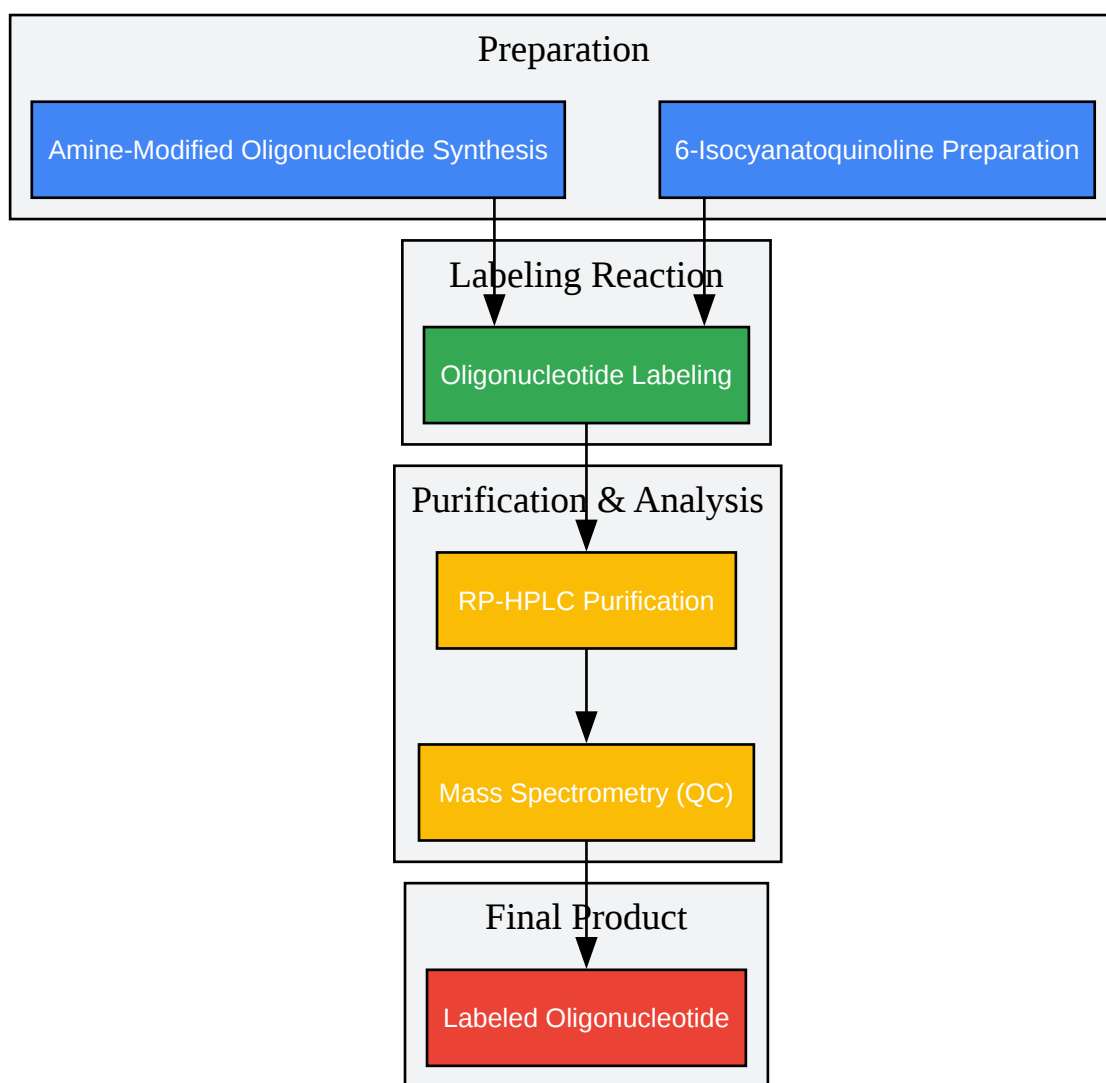 Preparation
Amine-Modified Oligonucleotide Synthesis
6-Isocyanatoquinoline Preparation
Labeling Reaction
Oligonucleotide Labeling
Purification & Analysis
RP-HPLC Purification
Mass Spectrometry (QC)
Final Product
Labeled Oligonucleotide